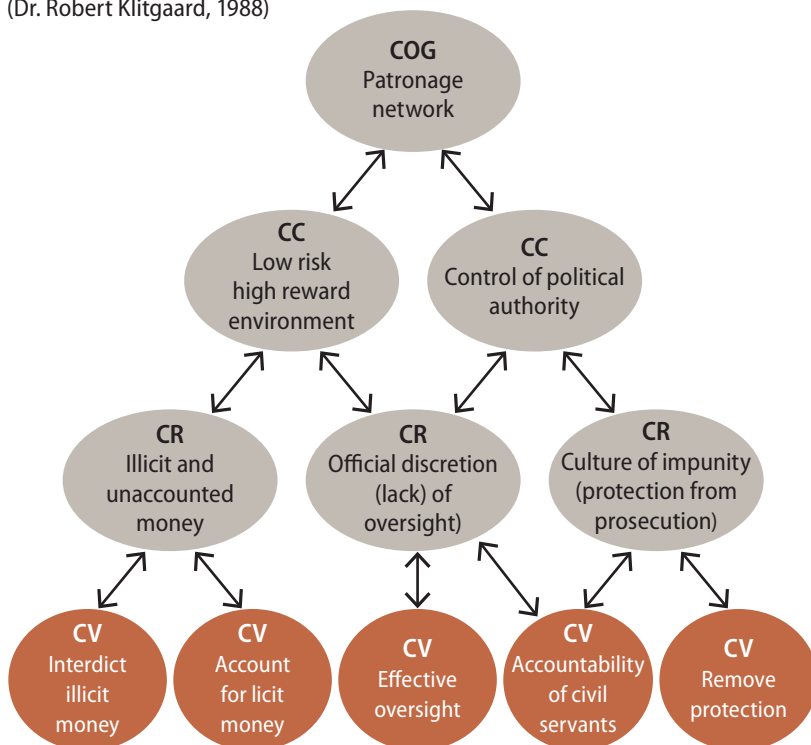 (Dr. Robert Klitgaard, 1988)
COG
Patronage
network
CC
Low risk
high reward
environment
CC
Control of political
authority
CR
Illicit and
unaccounted
money
CR
Official discretion
(lack) of
oversight)
CR
Culture of impunity
(protection from
prosecution)
CV
Interdict
illicit
money
CV
Account
for licit
money
CV
Effective
oversight
CV
Accountability
of civil
servants
CV
Remove
protection